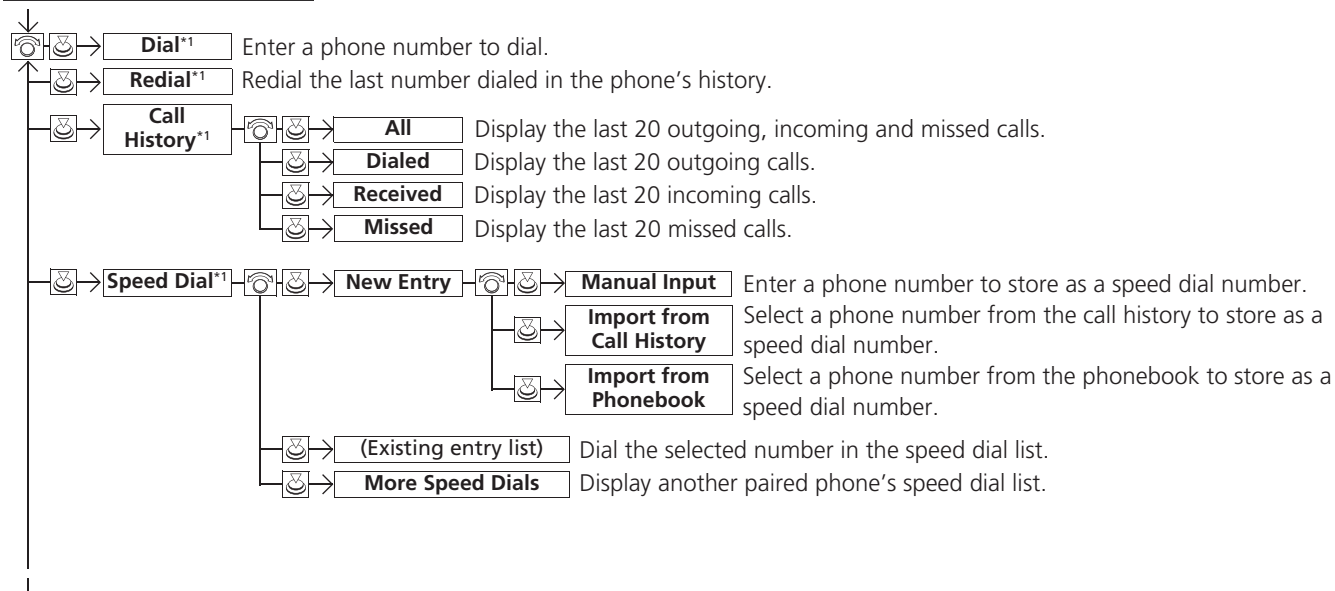 Dial*1 Enter a phone number to dial.
Redial*1 Redial the last number dialed in the phone’s history.
Call History*1
All Display the last 20 outgoing, incoming and missed calls.
Dialed Display the last 20 outgoing calls.
Received Display the last 20 incoming calls.
Missed Display the last 20 missed calls.
Speed Dial*1 New Entry Manual Input Enter a phone number to store as a speed dial number.
Import from Call History
Select a phone number from the call history to store as a
speed dial number.
Import from Phonebook
Select a phone number from the phonebook to store as a
speed dial number.
(Existing entry list) Dial the selected number in the speed dial list.
More Speed Dials Display another paired phone’s speed dial list.